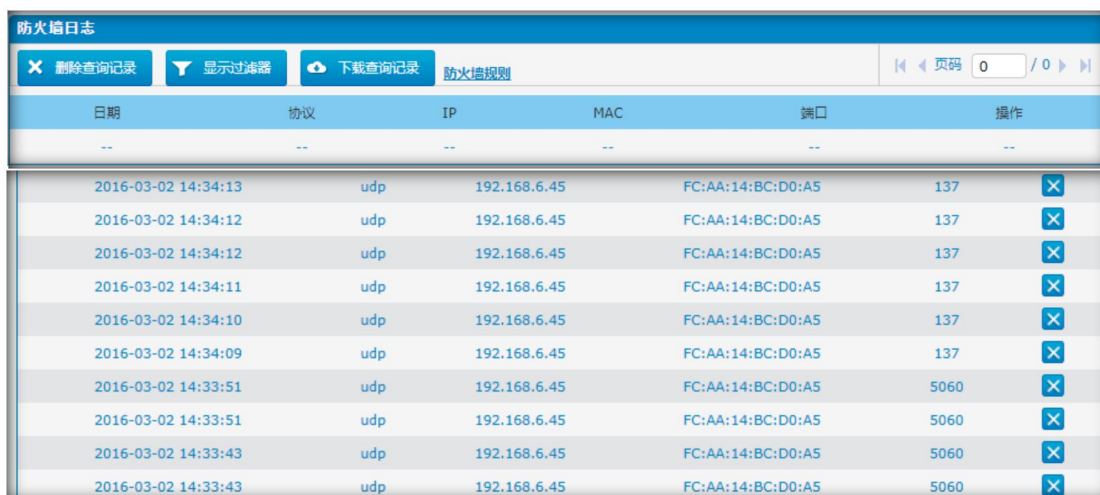 防火墙日志
删除查询记录 显示过滤器 下载查询记录 防火墙规则 页码 0 / 0
日期 协议 IP MAC 端口 操作
-- -- -- -- -- --
2016-03-02 14:34:13 udp 192.168.6.45 FC:AA:14:BC:D0:A5 137
2016-03-02 14:34:12 udp 192.168.6.45 FC:AA:14:BC:D0:A5 137
2016-03-02 14:34:12 udp 192.168.6.45 FC:AA:14:BC:D0:A5 137
2016-03-02 14:34:11 udp 192.168.6.45 FC:AA:14:BC:D0:A5 137
2016-03-02 14:34:10 udp 192.168.6.45 FC:AA:14:BC:D0:A5 137
2016-03-02 14:34:09 udp 192.168.6.45 FC:AA:14:BC:D0:A5 137
2016-03-02 14:33:51 udp 192.168.6.45 FC:AA:14:BC:D0:A5 5060
2016-03-02 14:33:51 udp 192.168.6.45 FC:AA:14:BC:D0:A5 5060
2016-03-02 14:33:43 udp 192.168.6.45 FC:AA:14:BC:D0:A5 5060
2016-03-02 14:33:43 udp 192.168.6.45 FC:AA:14:BC:D0:A5 5060